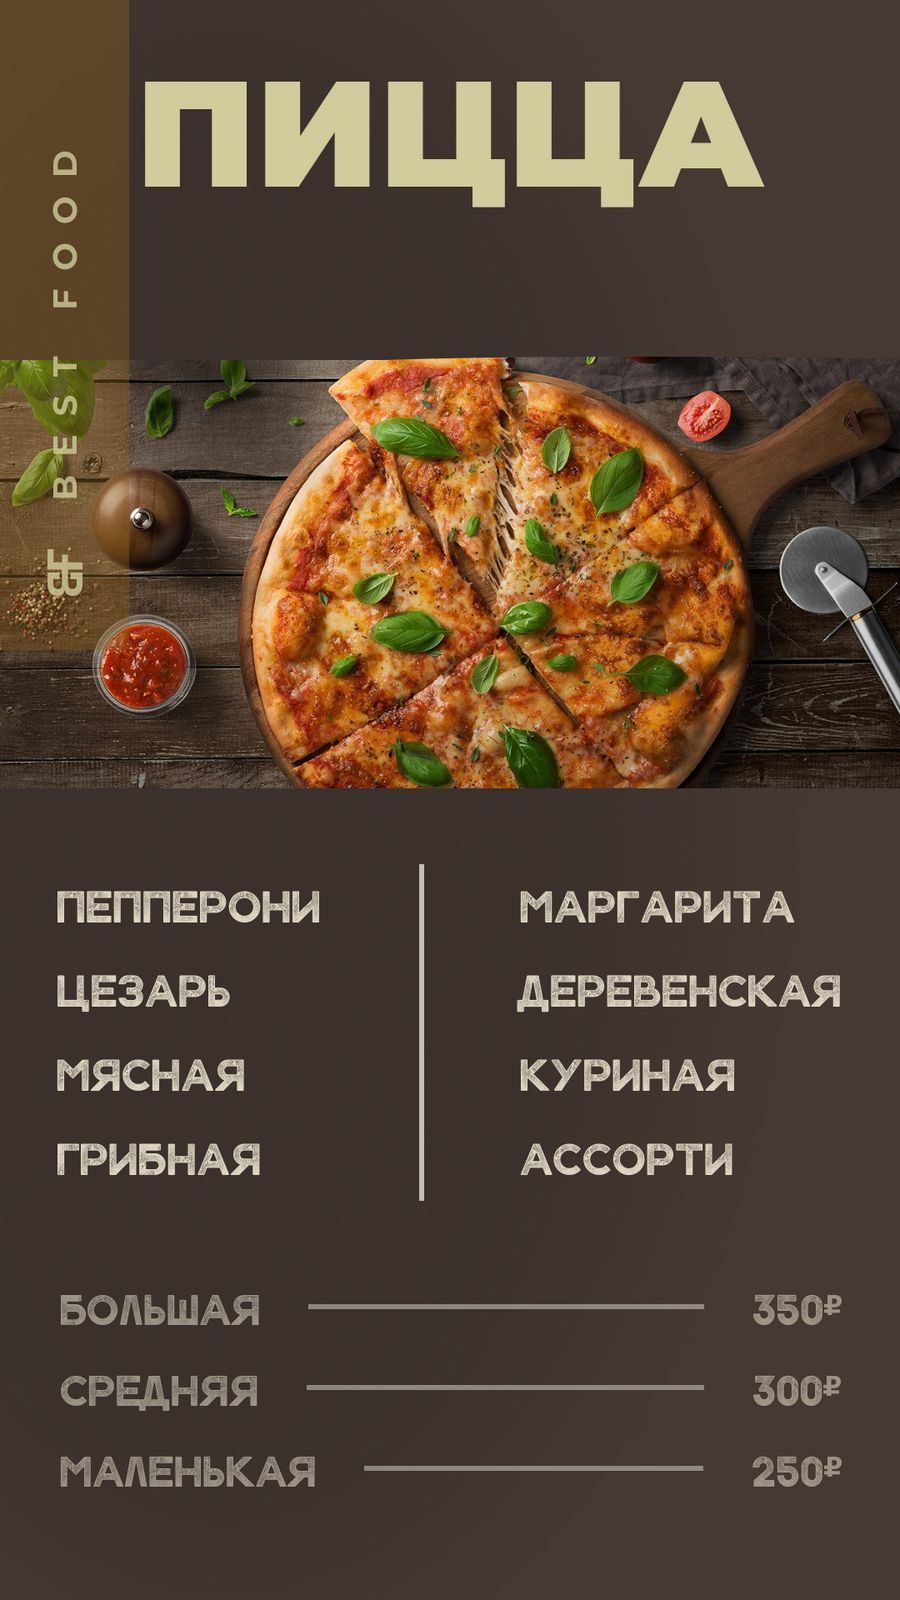 ПИЦЦА
BF BEST FOOD
ПЕППЕРОНИ
ЦЕЗАРЬ
МЯСНАЯ
ГРИБНАЯ
МАРГАРИТА
ДЕРЕВЕНСКАЯ
КУРИНАЯ
АССОРТИ
БОЛЬШАЯ 350₽
СРЕДНЯЯ 300₽
МАЛЕНЬКАЯ 250₽